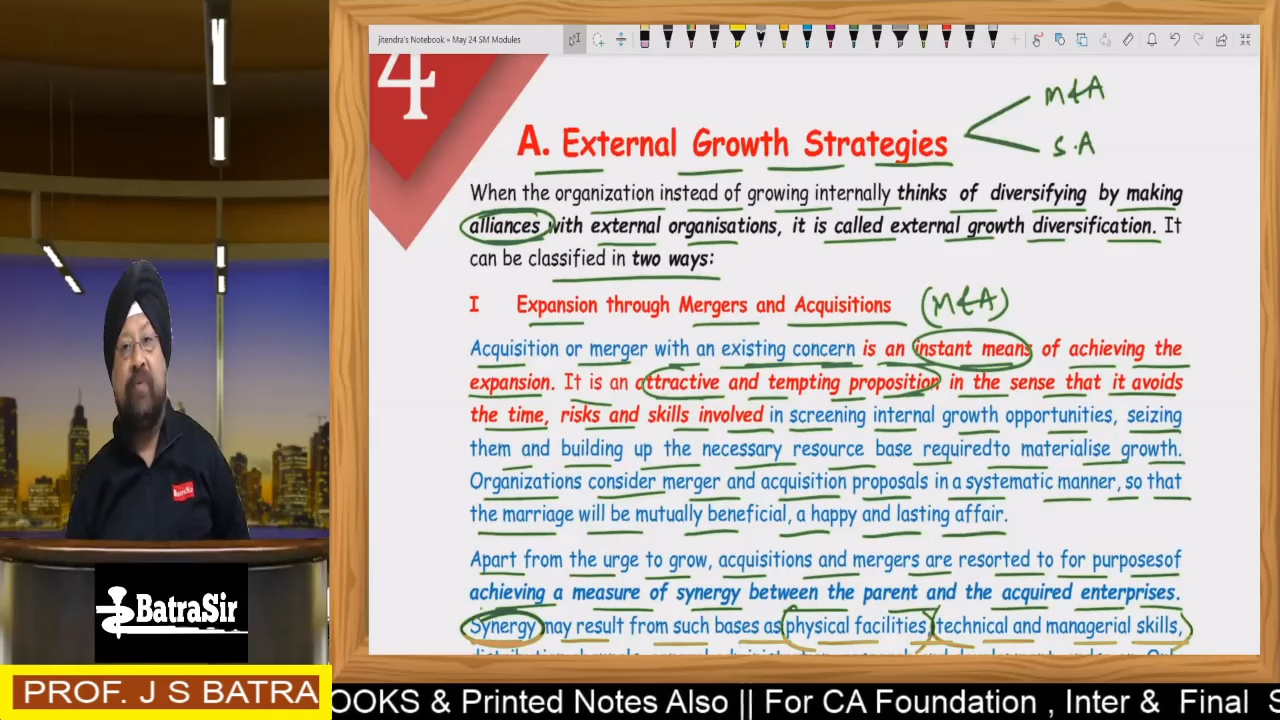 jitendra's Notebook » May 24 SM Modules
4
A. External Growth Strategies
M & A
S.A
When the organization instead of growing internally thinks of diversifying by making
alliances with external organisations, it is called external growth diversification. It
can be classified in two ways:
I Expansion through Mergers and Acquisitions (M & A)
Acquisition or merger with an existing concern is an instant means of achieving the
expansion. It is an attractive and tempting proposition in the sense that it avoids
the time, risks and skills involved in screening internal growth opportunities, seizing
them and building up the necessary resource base requiredto materialise growth.
Organizations consider merger and acquisition proposals in a systematic manner, so that
the marriage will be mutually beneficial, a happy and lasting affair.
Apart from the urge to grow, acquisitions and mergers are resorted to for purposesof
achieving a measure of synergy between the parent and the acquired enterprises.
Synergy may result from such bases as physical facilities, technical and managerial skills,
BatraSir
BatraSir
PROF. J S BATRA
OOKS & Printed Notes Also || For CA Foundation , Inter & Final S